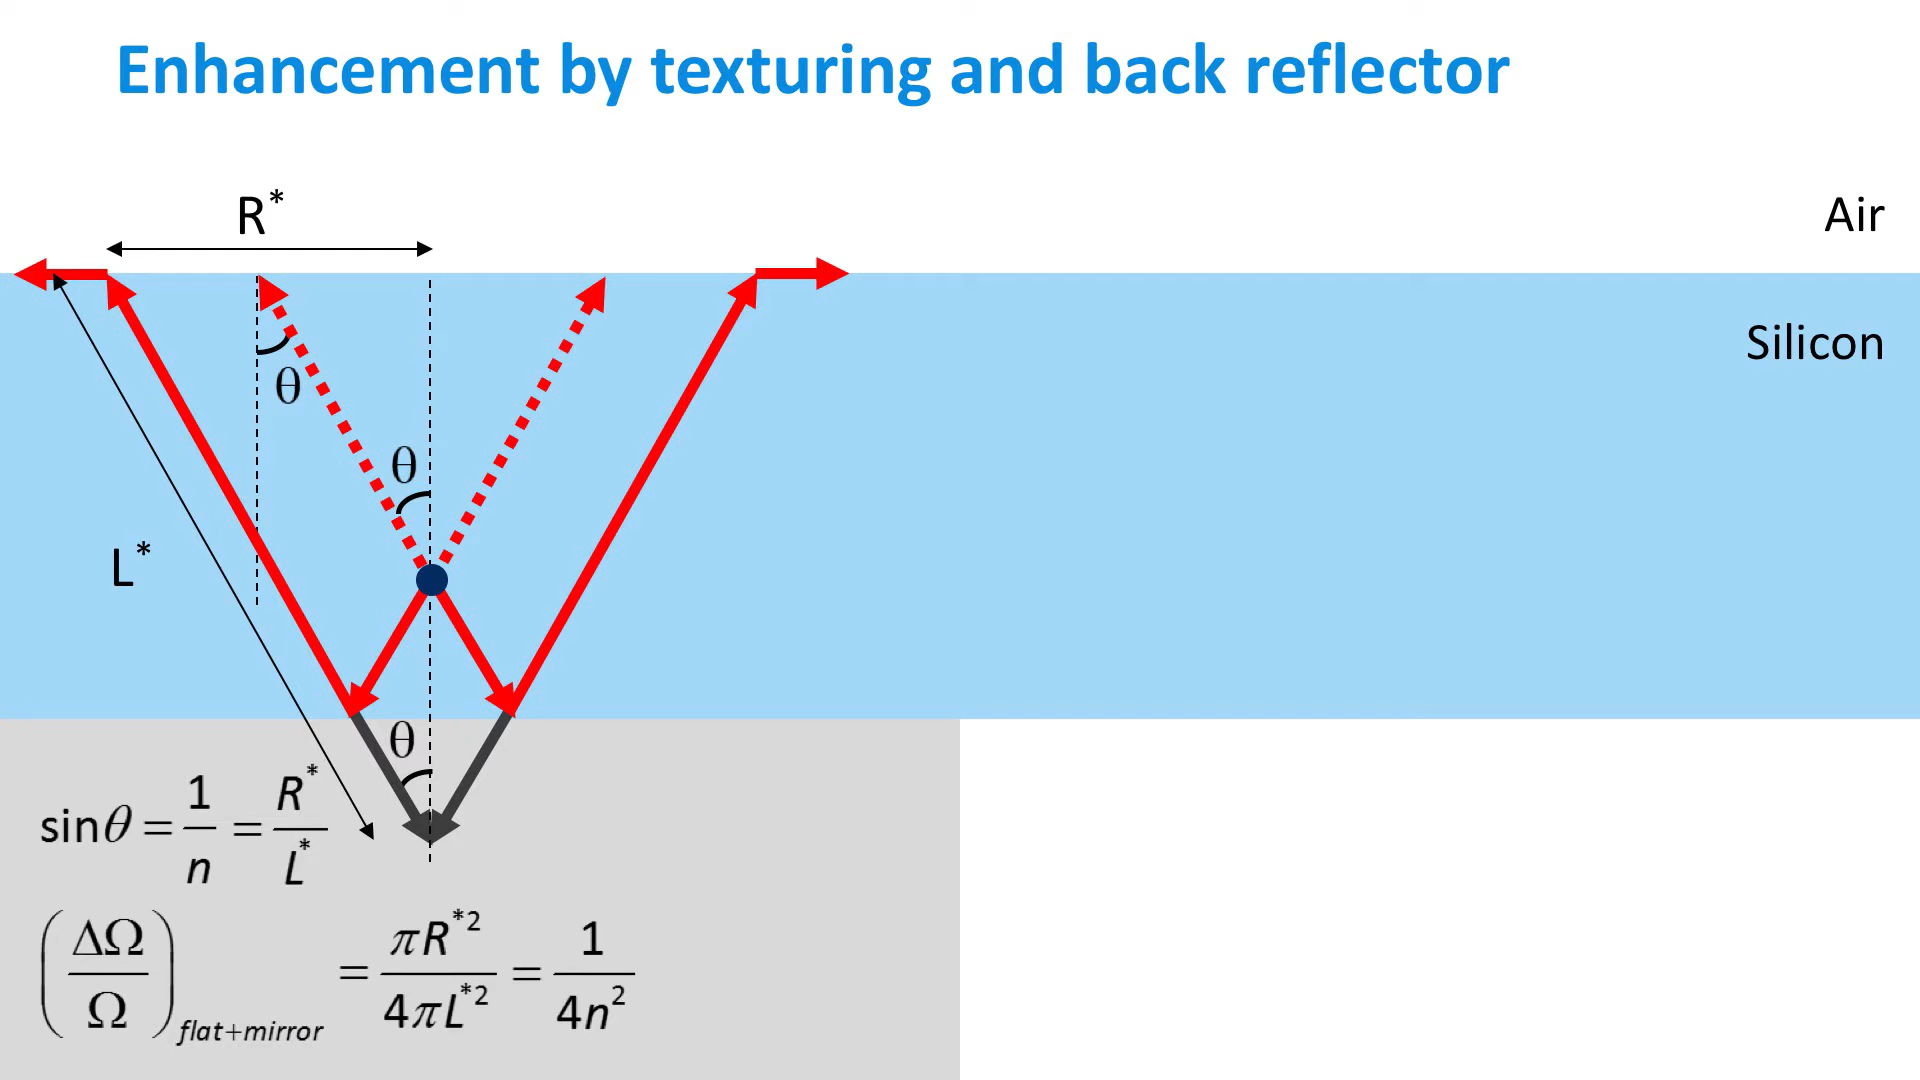 Enhancement by texturing and back reflector
R*
Air
Silicon
θ
θ
L*
θ
sinθ = 1/n = R*/L*
(ΔΩ/Ω)flat+mirror = πR*2/4πL*2 = 1/4n2